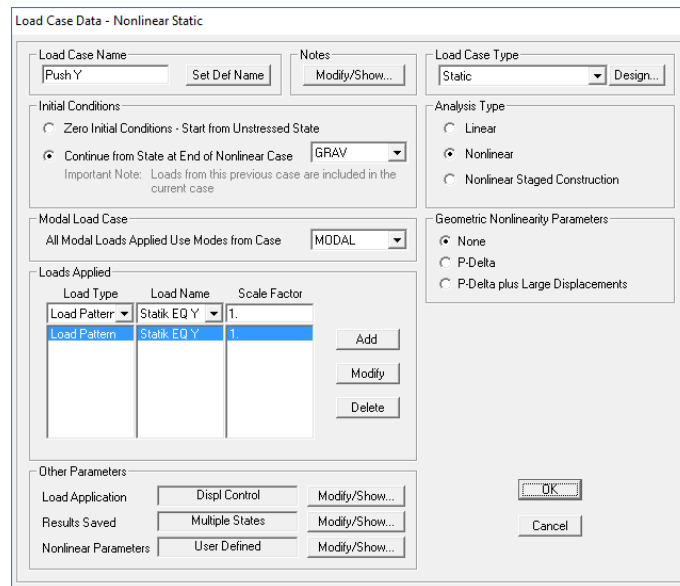 Load Case Data - Nonlinear Static
Load Case Name
Push Y
Set Def Name
Notes
Modify/Show...
Load Case Type
Static
Design...
Initial Conditions
Zero Initial Conditions - Start from Unstressed State
Continue from State at End of Nonlinear Case
GRAV
Important Note: Loads from this previous case are included in the
current case
Analysis Type
Linear
Nonlinear
Nonlinear Staged Construction
Modal Load Case
All Modal Loads Applied Use Modes from Case
MODAL
Geometric Nonlinearity Parameters
None
P-Delta
P-Delta plus Large Displacements
Loads Applied
Load Type Load Name Scale Factor
Load Pattern Statik EQ Y 1.
Load Pattern Statik EQ Y 1.
Add
Modify
Delete
Other Parameters
Load Application Displ Control Modify/Show...
Results Saved Multiple States Modify/Show...
Nonlinear Parameters User Defined Modify/Show...
OK
Cancel